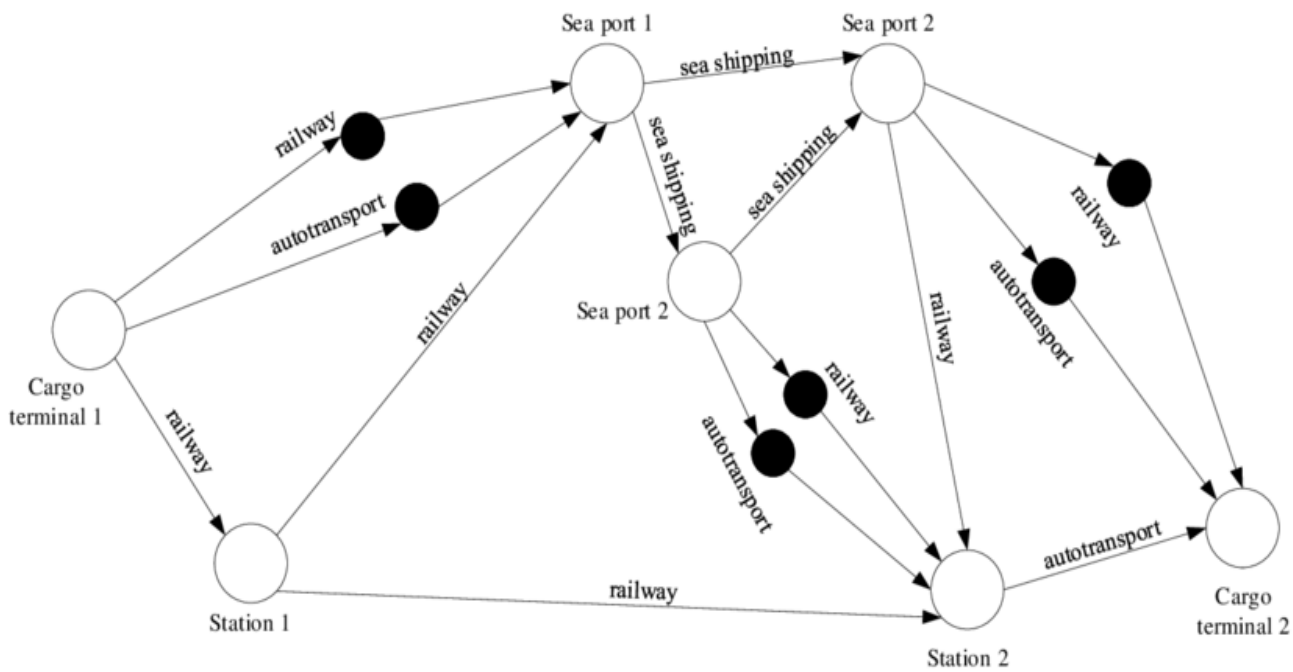 Sea port 1
Sea port 2
sea shipping
railway
sea shipping
sea shipping
railway
autotransport
railway
autotransport
Sea port 2
railway
railway
Cargo
terminal 1
railway
autotransport
railway
autotransport
railway
Station 1
Station 2
Cargo
terminal 2